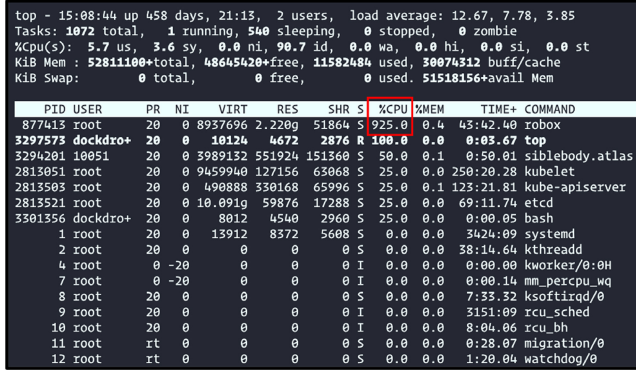 top - 15:08:44 up 458 days, 21:13,  2 users,  load average: 12.67, 7.78, 3.85
Tasks: 1072 total,   1 running, 540 sleeping,   0 stopped,   0 zombie
%Cpu(s):  5.7 us,  3.6 sy,  0.0 ni, 90.7 id,  0.0 wa,  0.0 hi,  0.0 si,  0.0 st
KiB Mem : 52811100+total, 48645420+free, 11582484 used, 30074312 buff/cache
KiB Swap:        0 total,        0 free,        0 used. 51518156+avail Mem
PID USER PR NI VIRT RES SHR S %CPU %MEM TIME+ COMMAND
877413 root 20 0 8937696 2.220g 51864 S 925.0 0.4 43:42.40 robox
3297573 dockdro+ 20 0 10124 4672 2876 R 100.0 0.0 0:03.67 top
3294201 10051 20 0 3989132 551924 151360 S 50.0 0.1 0:50.01 siblebody.atlas
2813051 root 20 0 9459940 127156 63068 S 25.0 0.0 250:20.28 kubelet
2813503 root 20 0 490888 330168 65996 S 25.0 0.1 123:21.81 kube-apiserver
2813521 root 20 0 10.091g 59876 17288 S 25.0 0.0 69:11.74 etcd
3301356 dockdro+ 20 0 8012 4540 2960 S 25.0 0.0 0:00.05 bash
1 root 20 0 13912 8372 5608 S 0.0 0.0 3424:09 systemd
2 root 20 0 0 0 0 S 0.0 0.0 38:14.64 kthreadd
4 root 0 -20 0 0 0 I 0.0 0.0 0:00.00 kworker/0:0H
7 root 0 -20 0 0 0 I 0.0 0.0 0:00.14 mm_percpu_wq
8 root 20 0 0 0 0 S 0.0 0.0 7:33.32 ksoftirqd/0
9 root 20 0 0 0 0 I 0.0 0.0 3151:09 rcu_sched
10 root 20 0 0 0 0 I 0.0 0.0 8:04.06 rcu_bh
11 root rt 0 0 0 0 S 0.0 0.0 0:28.07 migration/0
12 root rt 0 0 0 0 S 0.0 0.0 1:20.04 watchdog/0